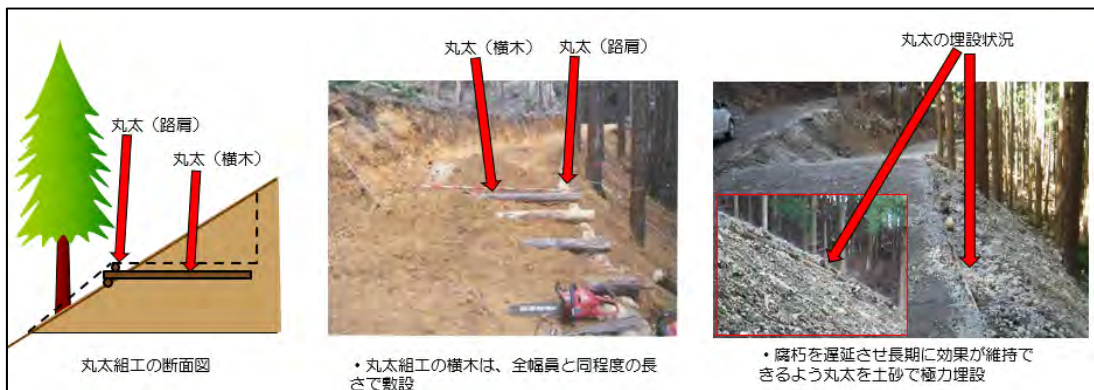 丸太（路肩）
丸太（横木）
丸太組工の断面図
丸太（横木）
丸太（路肩）
・丸太組工の横木は、全幅員と同程度の長
さで敷設
丸太の埋設状況
・腐朽を遅延させ長期に効果が維持で
きるよう丸太を土砂で極力埋設